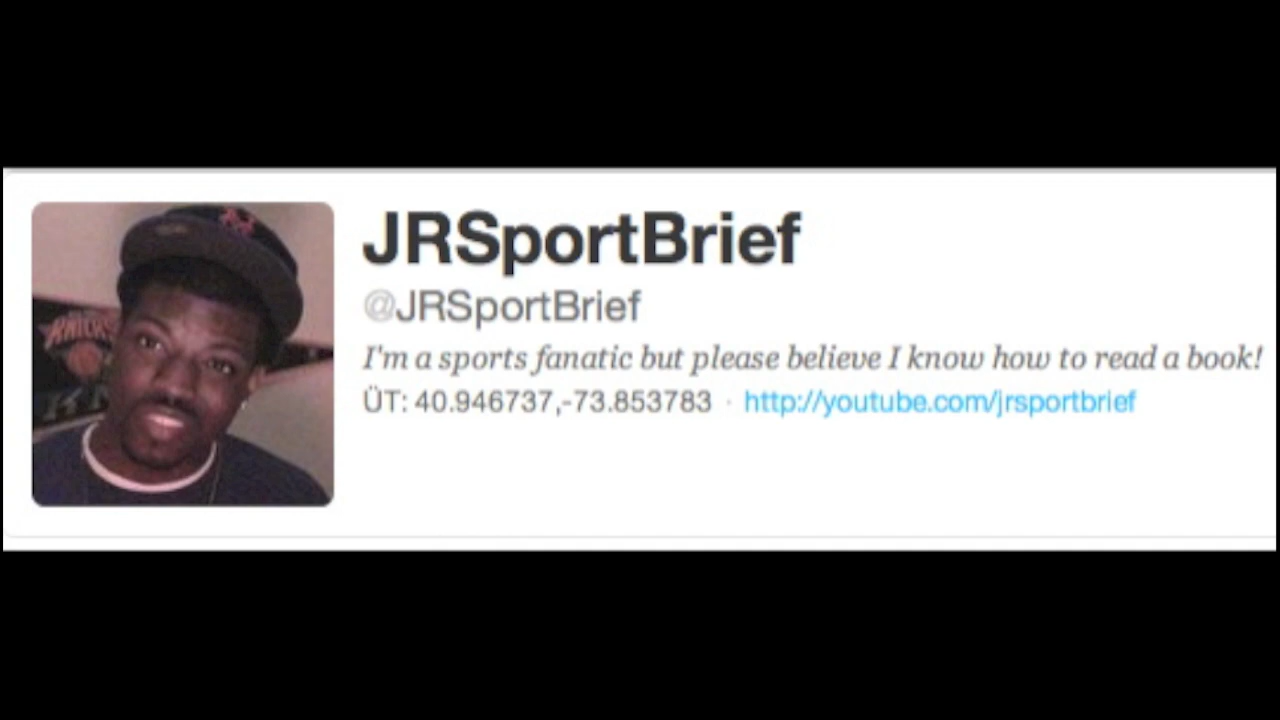 JRSportBrief
@JRSportBrief
I'm a sports fanatic but please believe I know how to read a book!
ÜT: 40.946737,-73.853783 · http://youtube.com/jrsportbrief
KNICKS